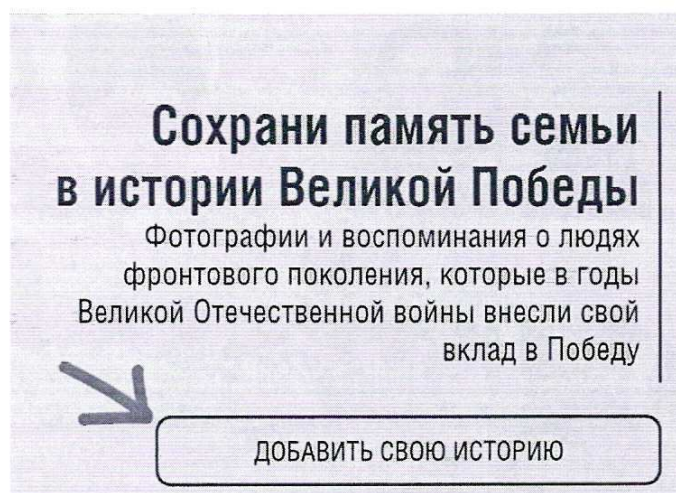 Сохрани память семьи
в истории Великой Победы
Фотографии и воспоминания о людях
фронтового поколения, которые в годы
Великой Отечественной войны внесли свой
вклад в Победу
ДОБАВИТЬ СВОЮ ИСТОРИЮ